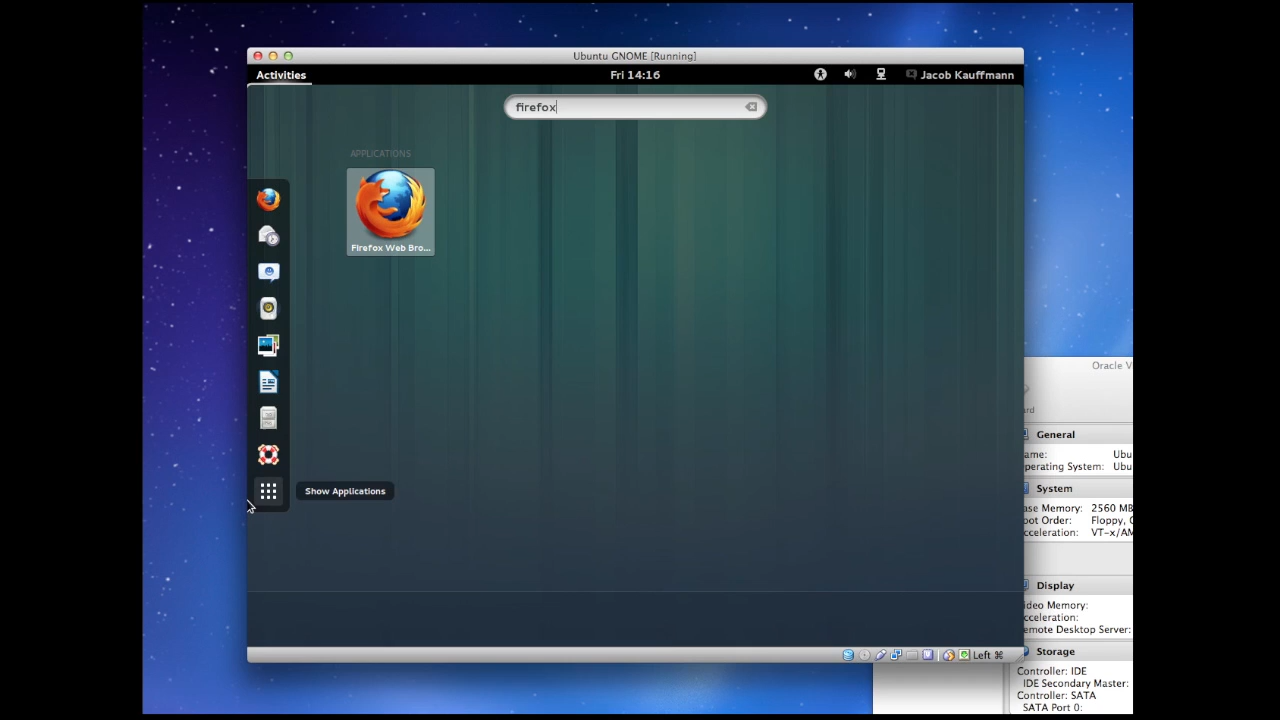 Ubuntu GNOME [Running]
Activities
Fri 14:16
Jacob Kauffmann
firefox
APPLICATIONS
Firefox Web Bro...
Show Applications
Oracle V
ard
General
ame: Ubu
perating System: Ubu
System
ase Memory: 2560 MB
oot Order: Floppy, C
cceleration: VT-x/AM
Display
ideo Memory:
cceleration:
emote Desktop Server:
Storage
Controller: IDE
IDE Secondary Master:
Controller: SATA
SATA Port 0:
Left ⌘